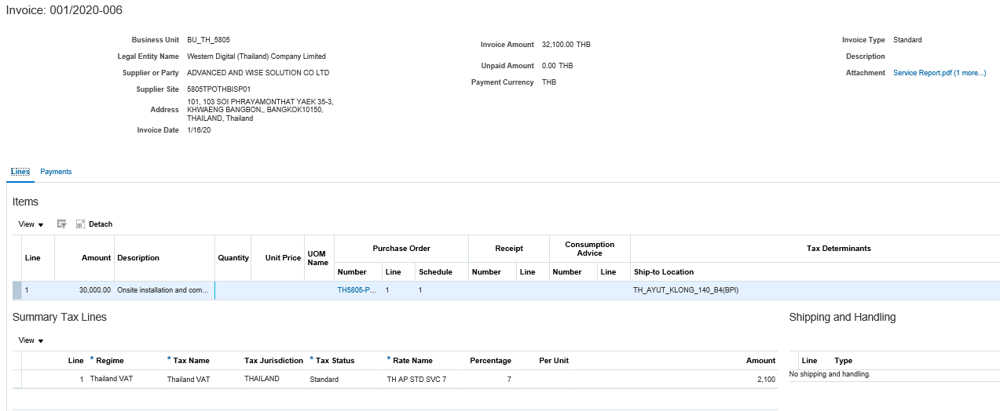 Invoice: 001/2020-006
Business Unit BU_TH_5805
Legal Entity Name Western Digital (Thailand) Company Limited
Supplier or Party ADVANCED AND WISE SOLUTION CO LTD
Supplier Site 5805TPOTHBISP01
Address 101, 103 SOI PHRAYAMONTHAT YAEK 35-3,
KHWAENG BANGBON,, BANGKOK10150,
THAILAND, Thailand
Invoice Date 1/16/20
Invoice Amount 32,100.00 THB
Unpaid Amount 0.00 THB
Payment Currency THB
Invoice Type Standard
Description
Attachment Service Report.pdf (1 more...)
Lines Payments
Items
View Detach
Line Amount Description Quantity Unit Price UOM Name Purchase Order Receipt Consumption Advice Tax Determinants
Number Line Schedule Number Line Number Line Ship-to Location
1 30,000.00 Onsite installation and com... TH5805-P... 1 1 TH_AYUT_KLONG_140_B4(BPI)
Summary Tax Lines
View
Line * Regime * Tax Name Tax Jurisdiction * Tax Status * Rate Name Percentage Per Unit Amount
1 Thailand VAT Thailand VAT THAILAND Standard TH AP STD SVC 7 7 2,100
Shipping and Handling
Line Type
No shipping and handling.